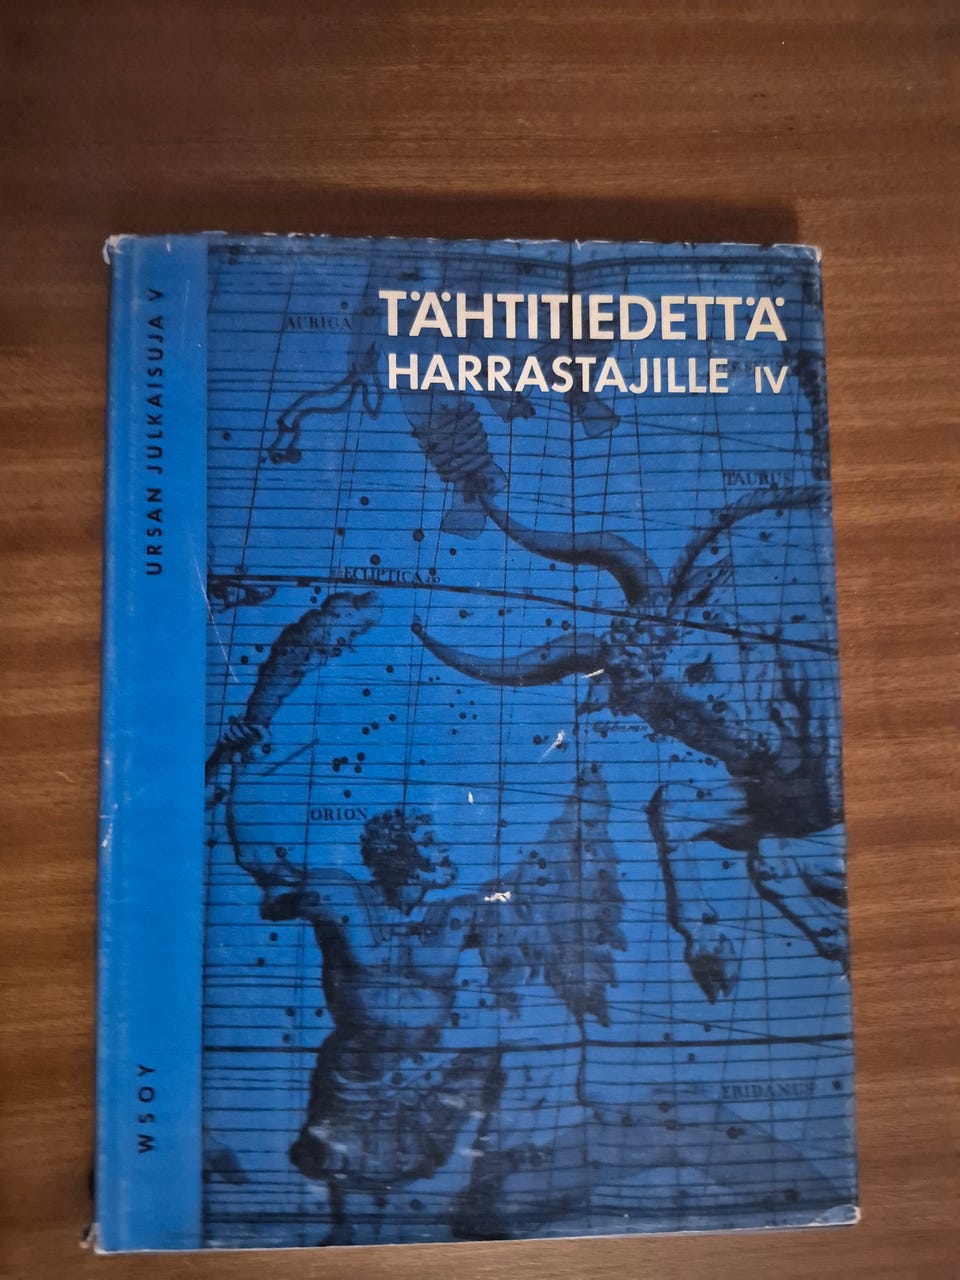 TÄHTITIEDETTÄ
HARRASTAJILLE IV
URSAN JULKAISUJA V
WSOY
AURIGA
TAURUS
ECLIPTICA
ORION
ERIDANUS